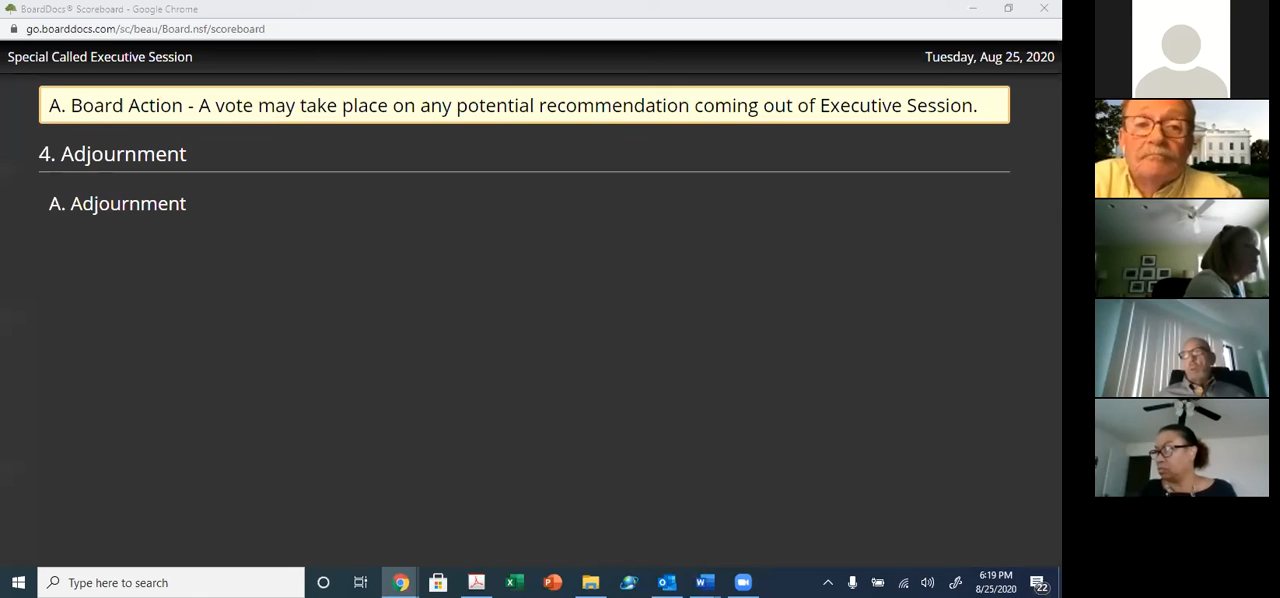 BoardDocs® Scoreboard - Google Chrome
go.boarddocs.com/sc/beau/Board.nsf/scoreboard
Special Called Executive Session
Tuesday, Aug 25, 2020
A. Board Action - A vote may take place on any potential recommendation coming out of Executive Session.
4. Adjournment
A. Adjournment
Type here to search
6:19 PM
8/25/2020
22